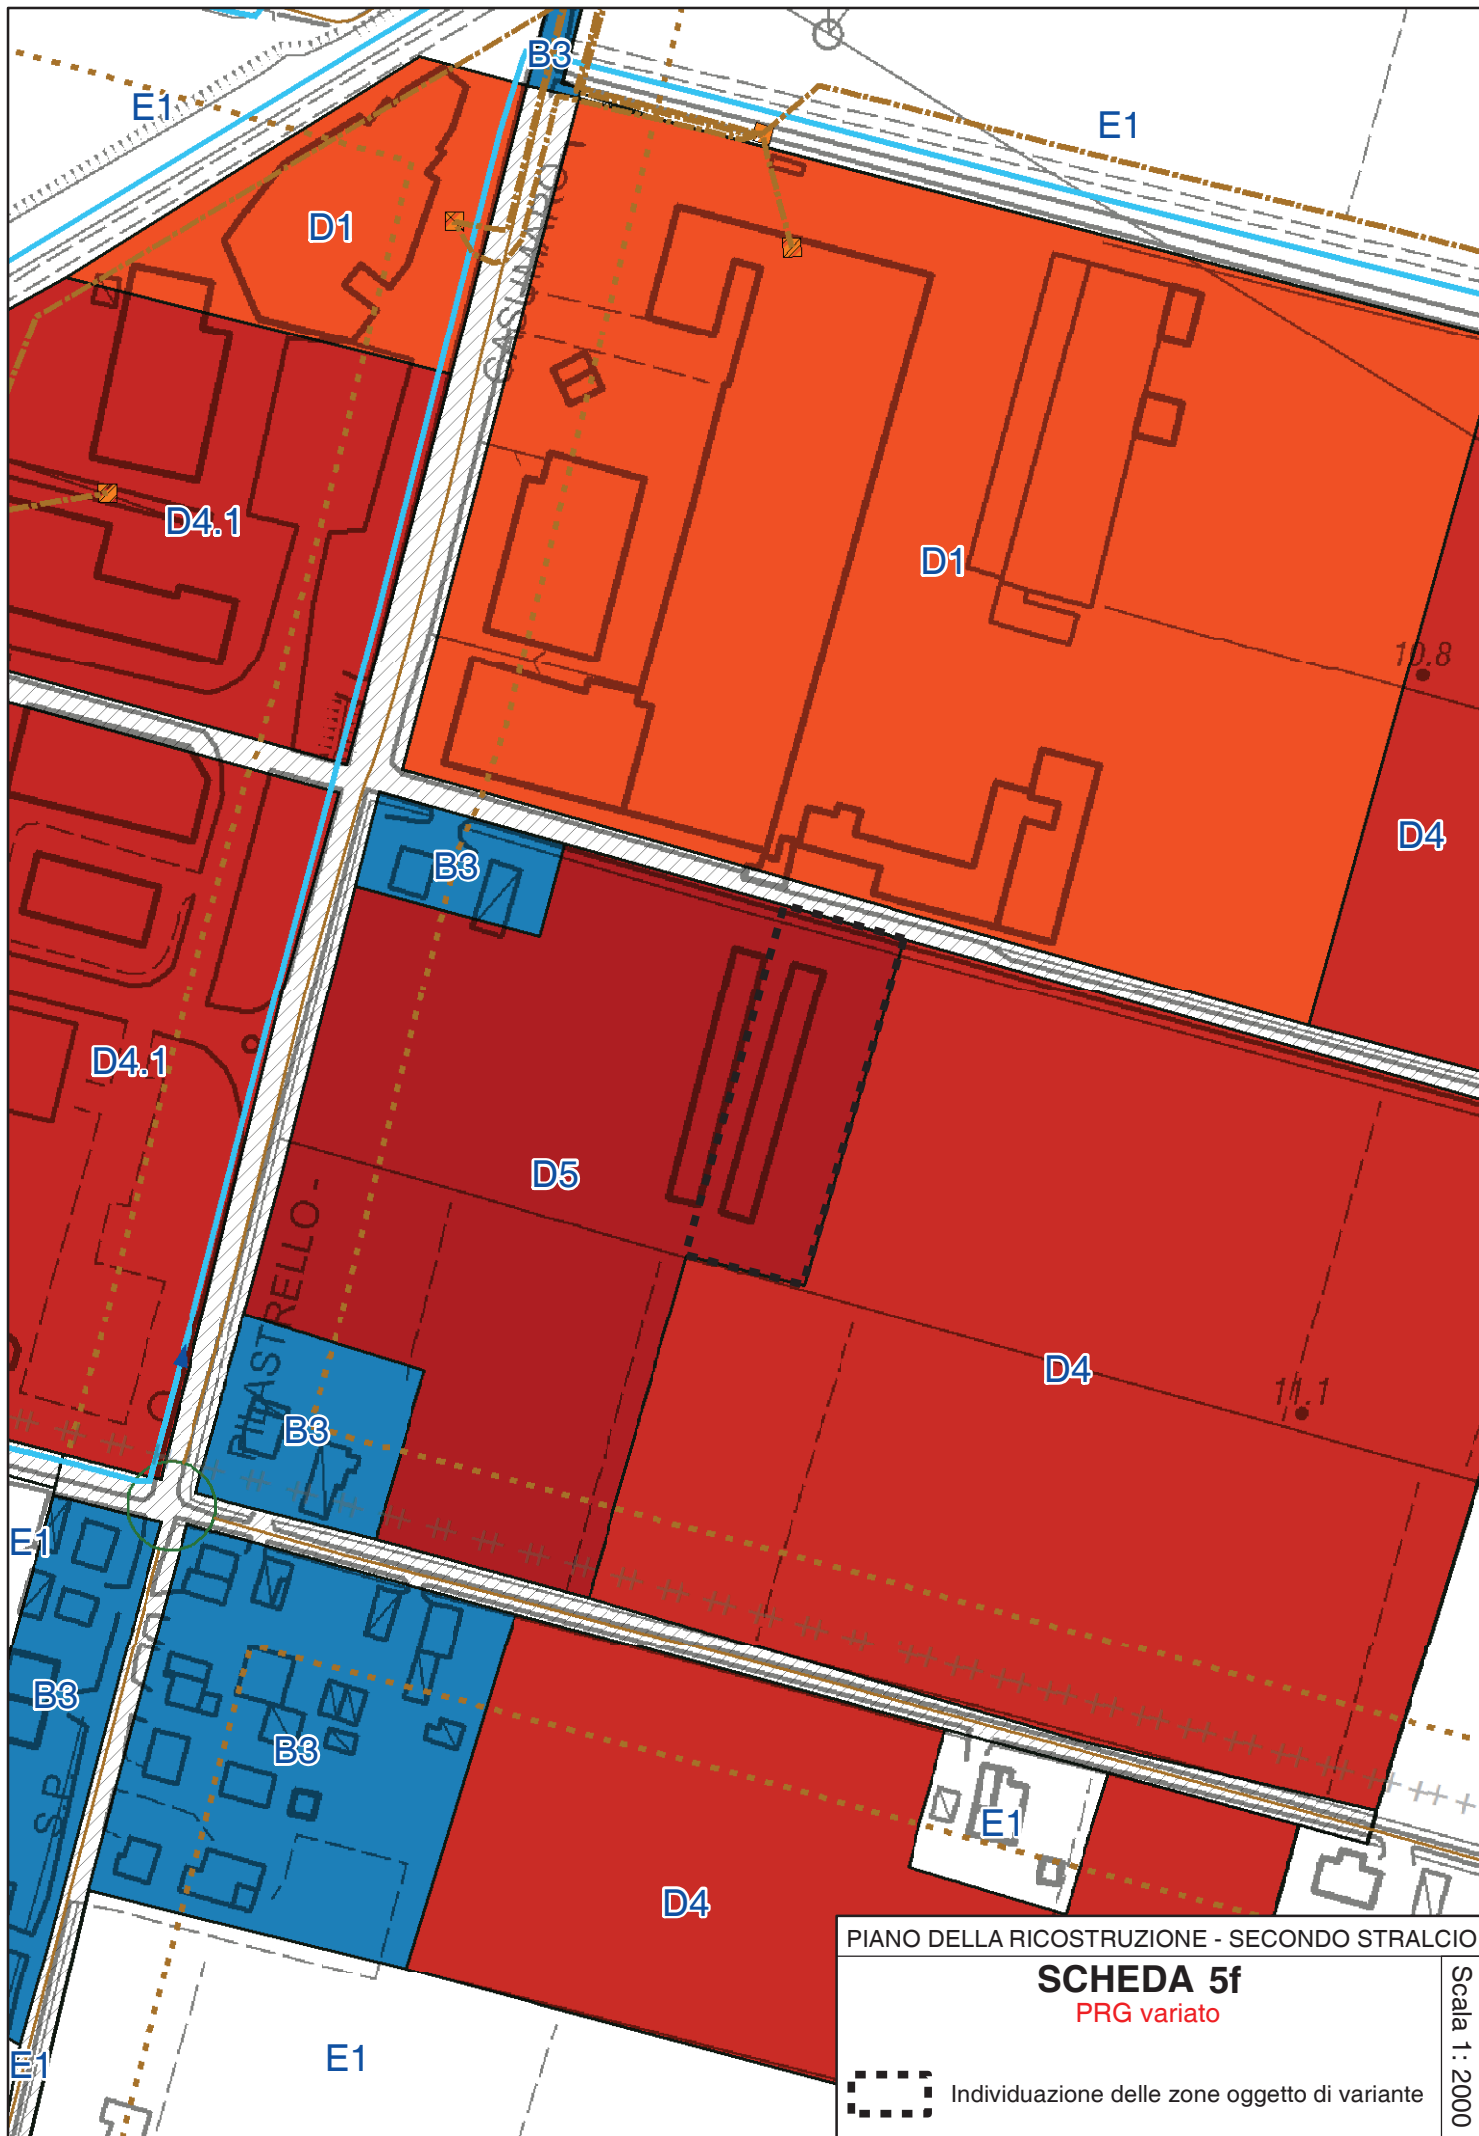 B3
E1
E1
D1
CASUMARO -
D4.1
D1
10.8
D4
B3
D4.1
D5
D4
11.1
PILASTRELLO -
B3
E1
B3
B3
S.P.
E1
D4
E1
E1
PIANO DELLA RICOSTRUZIONE - SECONDO STRALCIO
SCHEDA 5f
PRG variato
Scala 1: 2000
Individuazione delle zone oggetto di variante